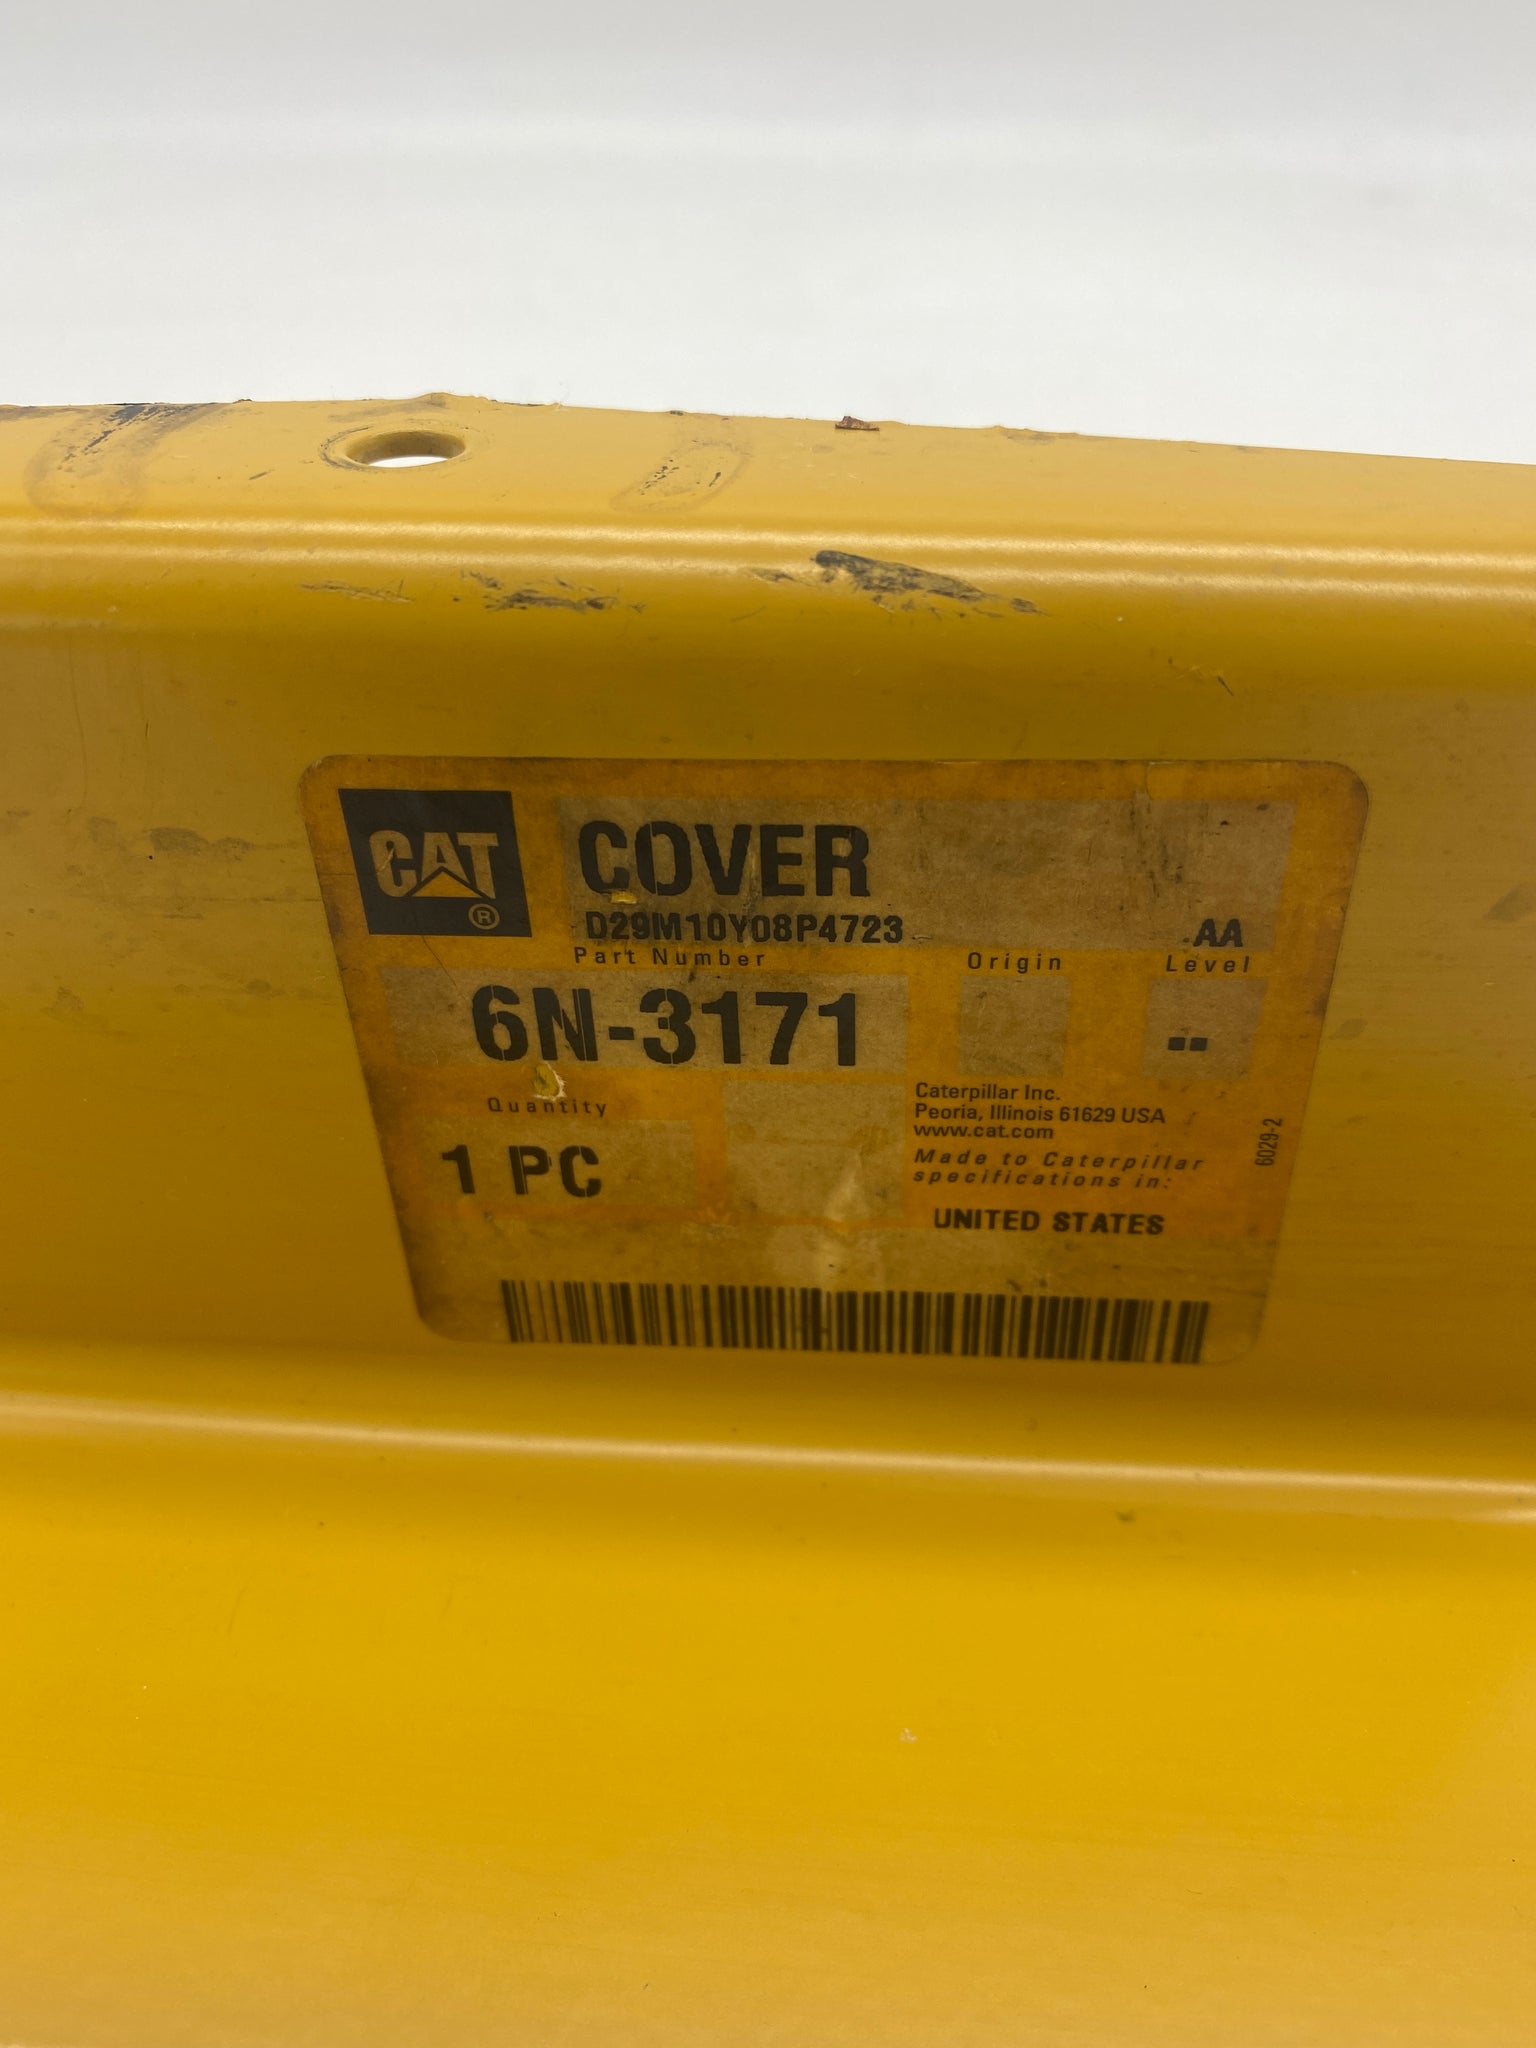 CAT
®
COVER
D29M10Y08P4723 AA
Part Number Origin Level
6N-3171 --
Quantity
1 PC
Caterpillar Inc.
Peoria, Illinois 61629 USA
www.cat.com
Made to Caterpillar
specifications in:
UNITED STATES
6029-2